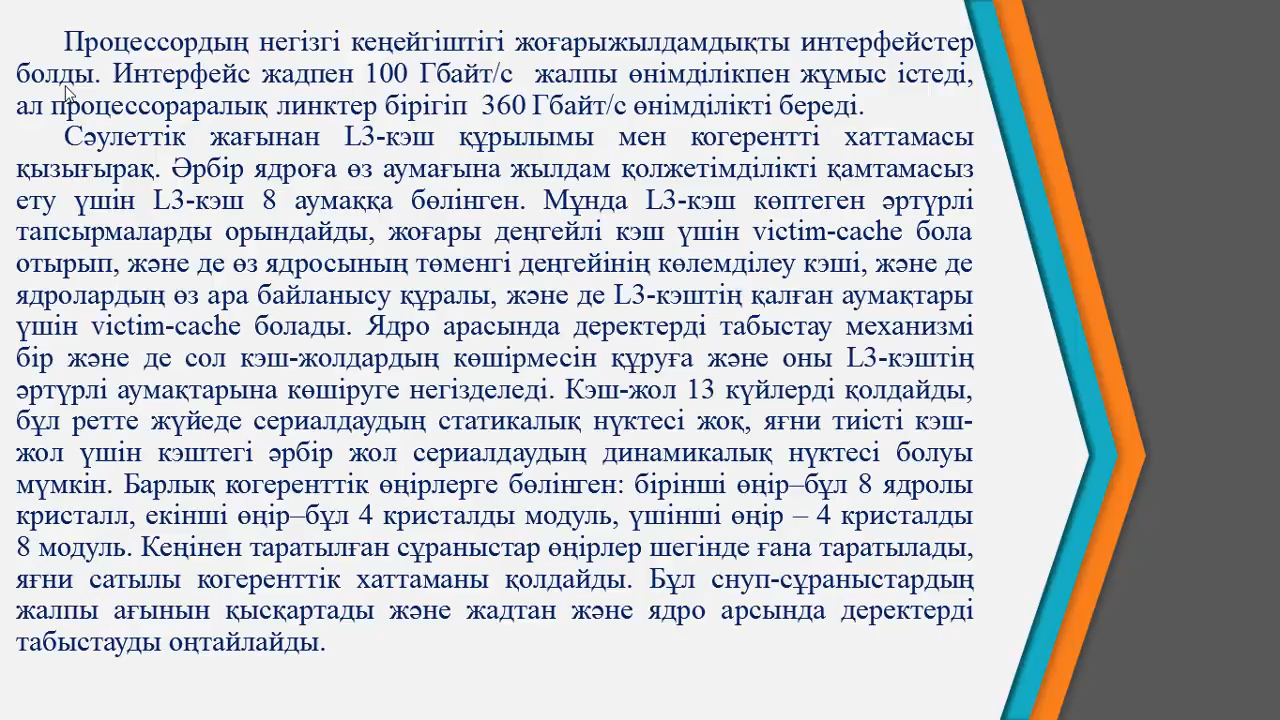 Процессордың негізгі кеңейгіштігі жоғарыжылдамдықты интерфейстер
болды. Интерфейс жадпен 100 Гбайт/с жалпы өнімділікпен жұмыс істеді,
ал процессораралық линктер бірігіп 360 Гбайт/с өнімділікті береді.
Сәулеттік жағынан L3-кэш құрылымы мен когерентті хаттамасы
қызығырақ. Әрбір ядроға өз аумағына жылдам қолжетімділікті қамтамасыз
ету үшін L3-кэш 8 аумаққа бөлінген. Мұнда L3-кэш көптеген әртүрлі
тапсырмаларды орындайды, жоғары деңгейлі кэш үшін victim-cache бола
отырып, және де өз ядросының төменгі деңгейінің көлемділеу кэші, және де
ядролардың өз ара байланысу құралы, және де L3-кэштің қалған аумақтары
үшін victim-cache болады. Ядро арасында деректерді табыстау механизмі
бір және де сол кэш-жолдардың көшірмесін құруға және оны L3-кэштің
әртүрлі аумақтарына көшіруге негізделеді. Кэш-жол 13 күйлерді қолдайды,
бұл ретте жүйеде сериалдаудың статикалық нүктесі жоқ, яғни тиісті кэш-
жол үшін кэштегі әрбір жол сериалдаудың динамикалық нүктесі болуы
мүмкін. Барлық когеренттік өңірлерге бөлінген: бірінші өңір–бұл 8 ядролы
кристалл, екінші өңір–бұл 4 кристалды модуль, үшінші өңір – 4 кристалды
8 модуль. Кеңінен таратылған сұраныстар өңірлер шегінде ғана таратылады,
яғни сатылы когеренттік хаттаманы қолдайды. Бұл снуп-сұраныстардың
жалпы ағынын қысқартады және жадтан және ядро арсында деректерді
табыстауды оңтайлайды.